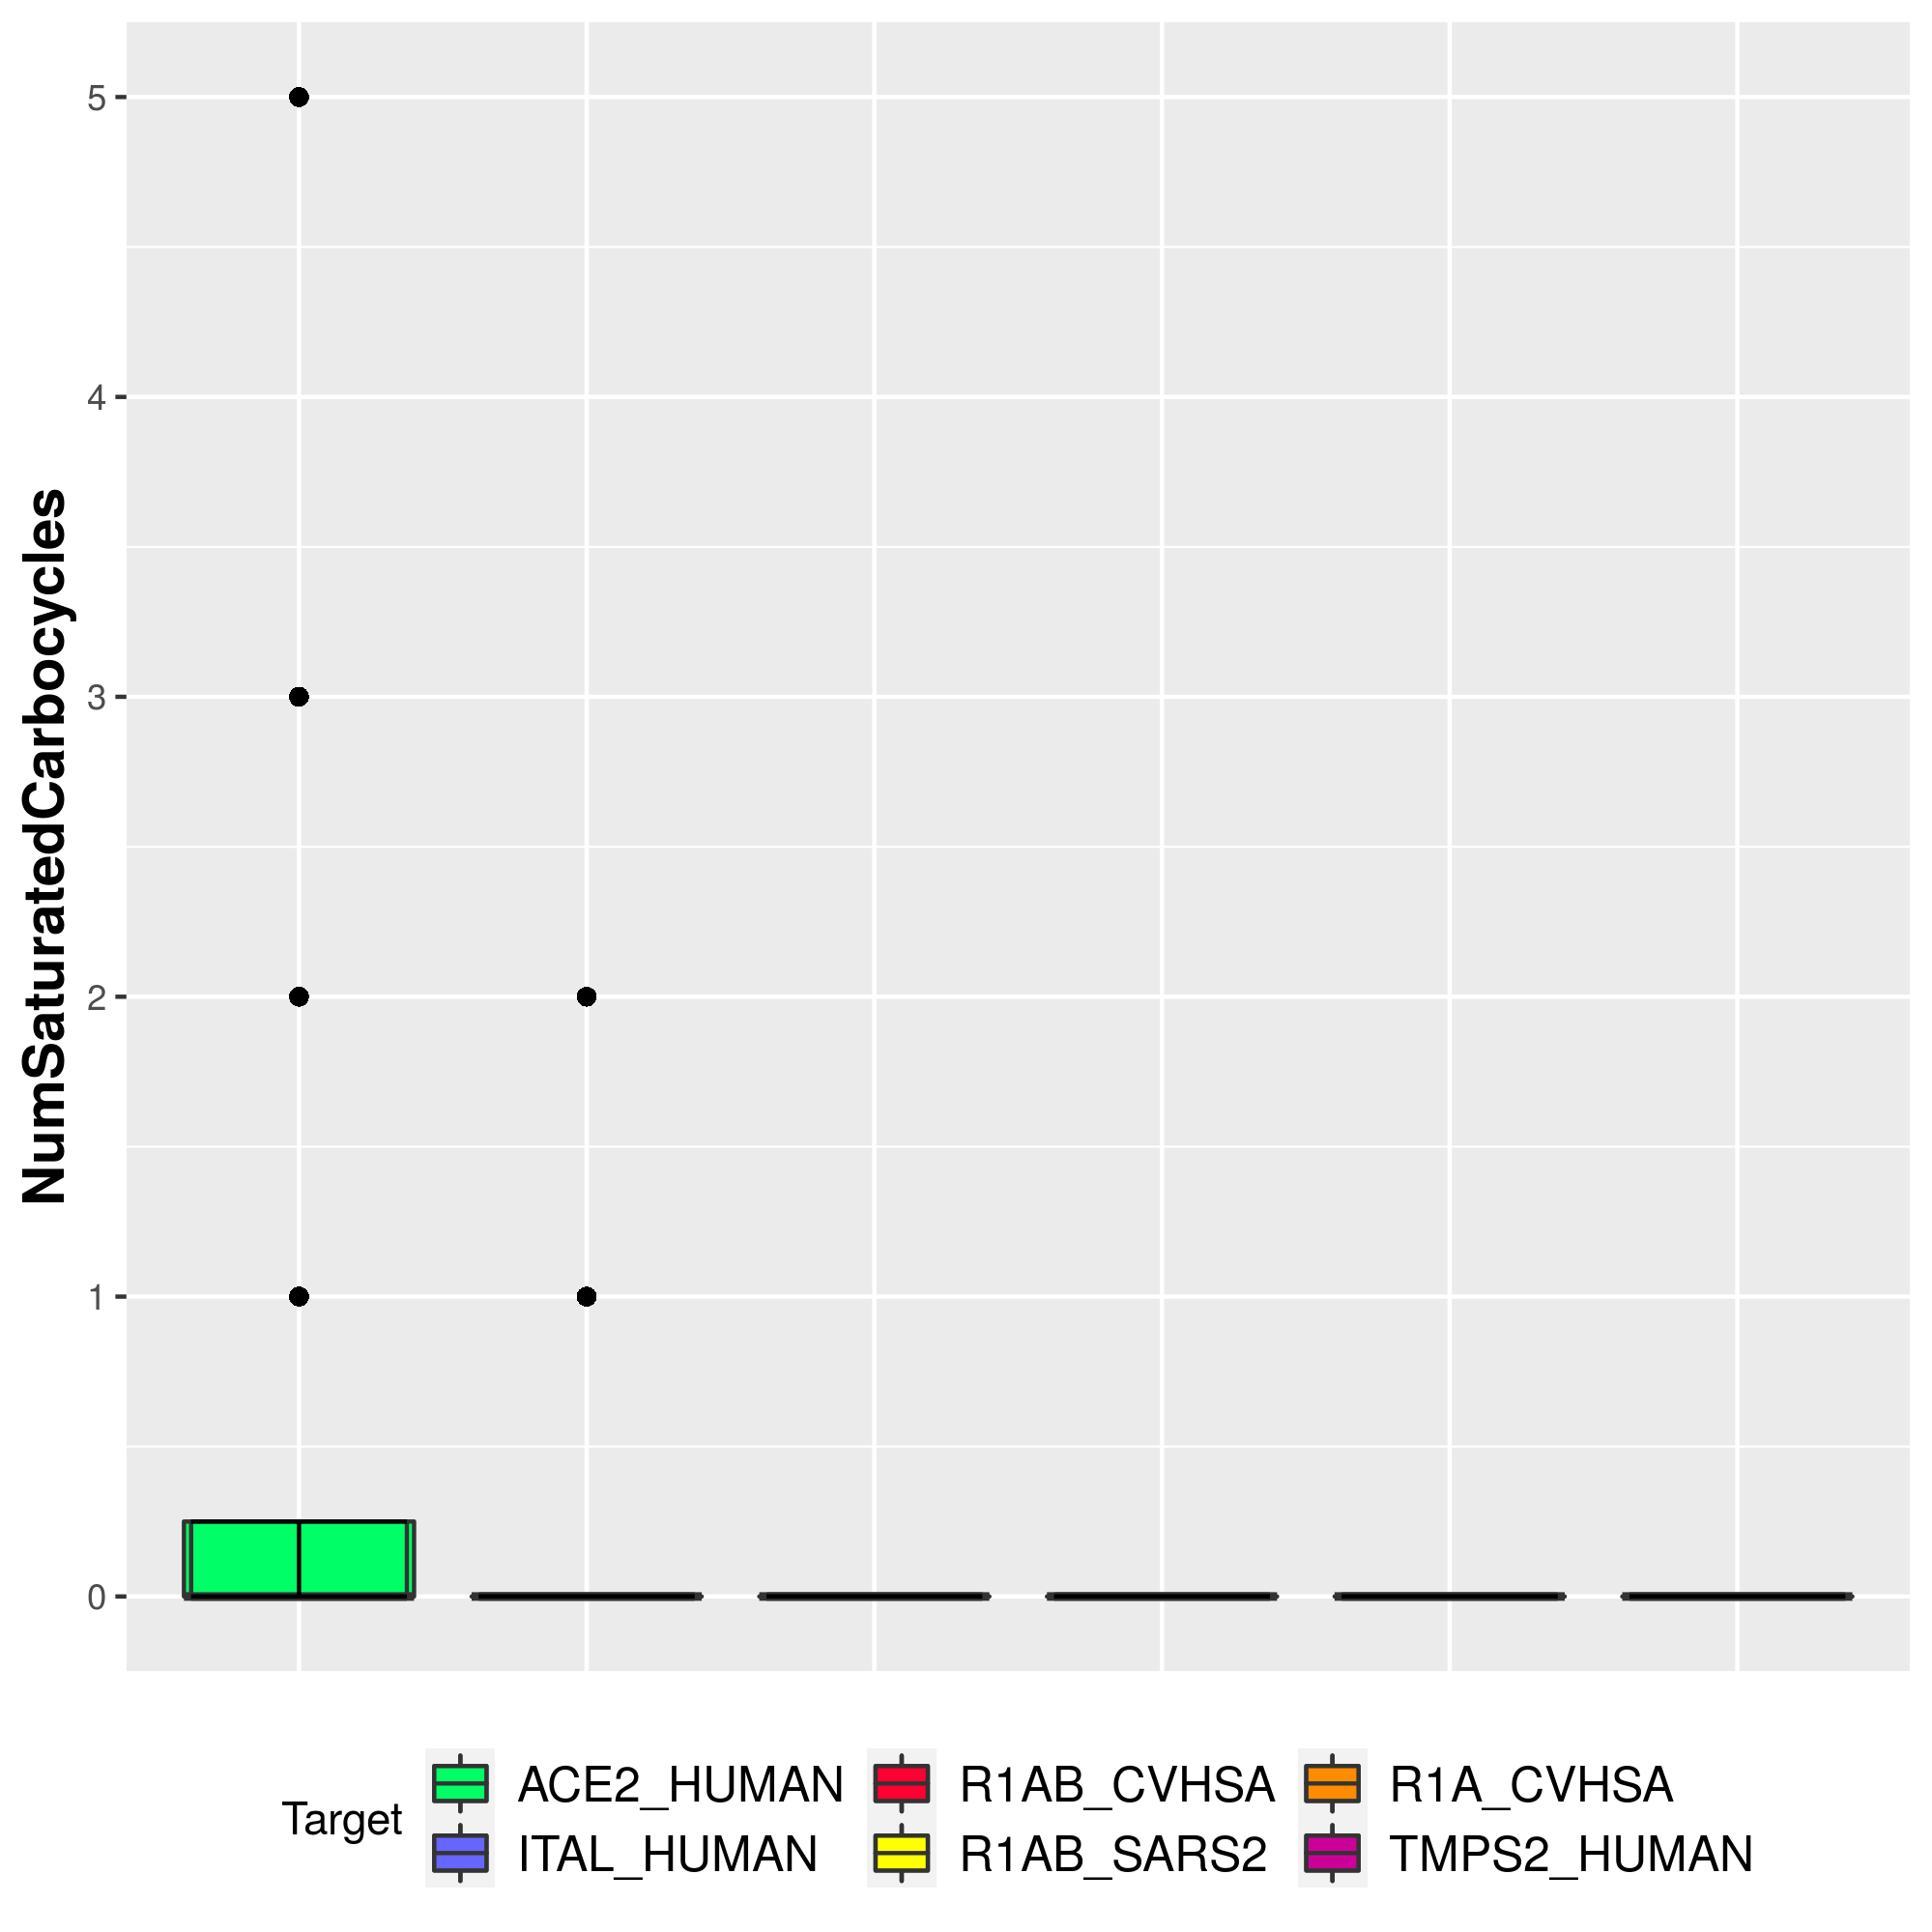 NumSaturatedCarbocycles
5
4
3
2
1
0
Target
ACE2_HUMAN R1AB_CVHSA R1A_CVHSA
ITAL_HUMAN R1AB_SARS2 TMPS2_HUMAN